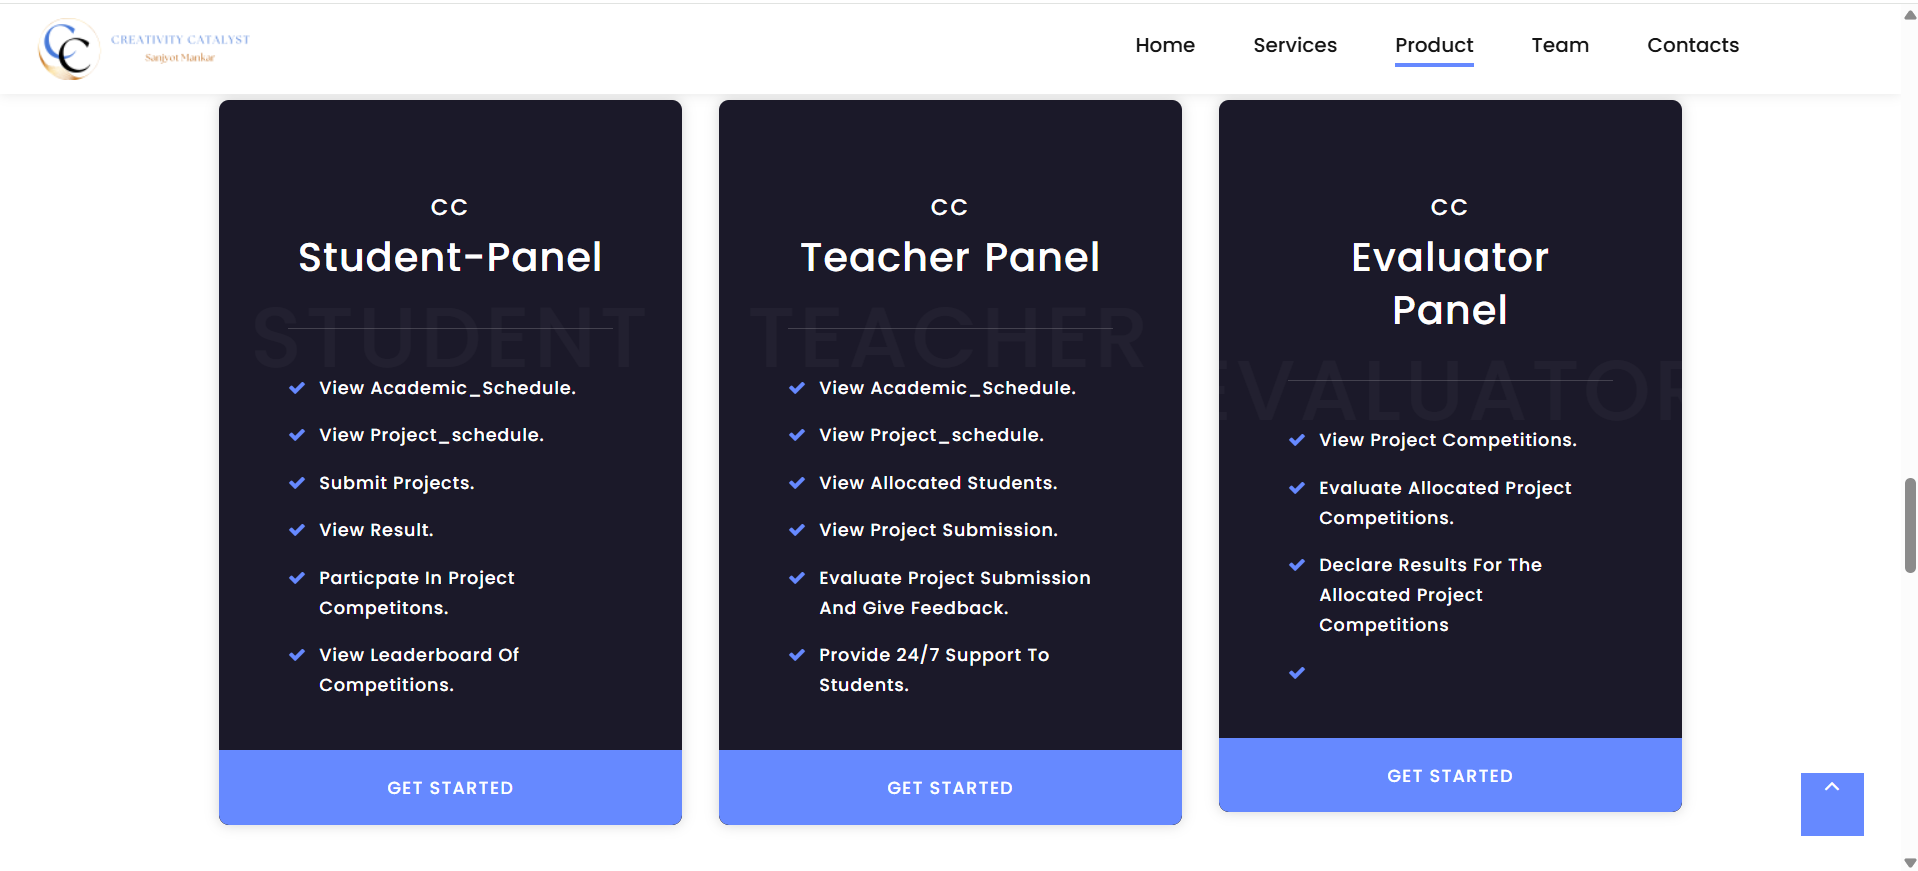 CREATIVITY CATALYST
Sanjyot Mankar
Home Services Product Team Contacts
CC
Student-Panel
STUDENT
View Academic_Schedule.
View Project_schedule.
Submit Projects.
View Result.
Particpate In Project
Competitons.
View Leaderboard Of
Competitions.
GET STARTED
CC
Teacher Panel
TEACHER
View Academic_Schedule.
View Project_schedule.
View Allocated Students.
View Project Submission.
Evaluate Project Submission
And Give Feedback.
Provide 24/7 Support To
Students.
GET STARTED
CC
Evaluator
Panel
EVALUATOR
View Project Competitions.
Evaluate Allocated Project
Competitions.
Declare Results For The
Allocated Project
Competitions
GET STARTED